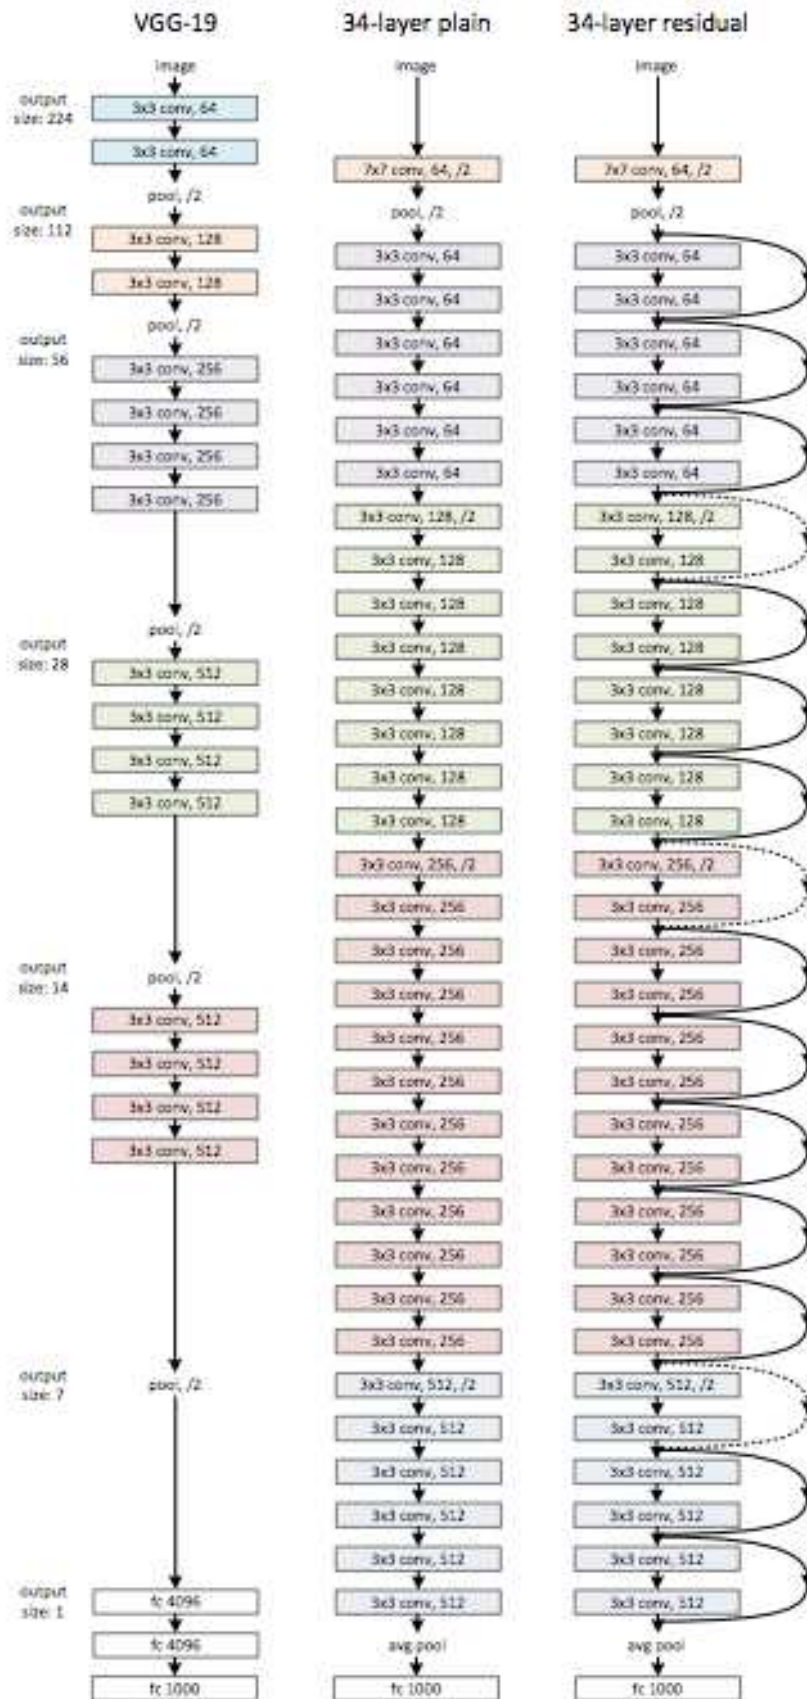 VGG-19
image
output
size: 224
3x3 conv, 64
3x3 conv, 64
pool, /2
output
size: 112
3x3 conv, 128
3x3 conv, 128
pool, /2
output
size: 56
3x3 conv, 256
3x3 conv, 256
3x3 conv, 256
3x3 conv, 256
pool, /2
output
size: 28
3x3 conv, 512
3x3 conv, 512
3x3 conv, 512
3x3 conv, 512
pool, /2
output
size: 14
3x3 conv, 512
3x3 conv, 512
3x3 conv, 512
3x3 conv, 512
output
size: 7
pool, /2
output
size: 1
fc 4096
fc 4096
fc 1000
34-layer plain
image
7x7 conv, 64, /2
pool, /2
3x3 conv, 64
3x3 conv, 64
3x3 conv, 64
3x3 conv, 64
3x3 conv, 64
3x3 conv, 64
3x3 conv, 128, /2
3x3 conv, 128
3x3 conv, 128
3x3 conv, 128
3x3 conv, 128
3x3 conv, 128
3x3 conv, 128
3x3 conv, 128
3x3 conv, 256, /2
3x3 conv, 256
3x3 conv, 256
3x3 conv, 256
3x3 conv, 256
3x3 conv, 256
3x3 conv, 256
3x3 conv, 256
3x3 conv, 256
3x3 conv, 256
3x3 conv, 256
3x3 conv, 256
3x3 conv, 512, /2
3x3 conv, 512
3x3 conv, 512
3x3 conv, 512
3x3 conv, 512
3x3 conv, 512
avg pool
fc 1000
34-layer residual
image
7x7 conv, 64, /2
pool, /2
3x3 conv, 64
3x3 conv, 64
3x3 conv, 64
3x3 conv, 64
3x3 conv, 64
3x3 conv, 64
3x3 conv, 128, /2
3x3 conv, 128
3x3 conv, 128
3x3 conv, 128
3x3 conv, 128
3x3 conv, 128
3x3 conv, 128
3x3 conv, 128
3x3 conv, 256, /2
3x3 conv, 256
3x3 conv, 256
3x3 conv, 256
3x3 conv, 256
3x3 conv, 256
3x3 conv, 256
3x3 conv, 256
3x3 conv, 256
3x3 conv, 256
3x3 conv, 256
3x3 conv, 256
3x3 conv, 512, /2
3x3 conv, 512
3x3 conv, 512
3x3 conv, 512
3x3 conv, 512
3x3 conv, 512
avg pool
fc 1000